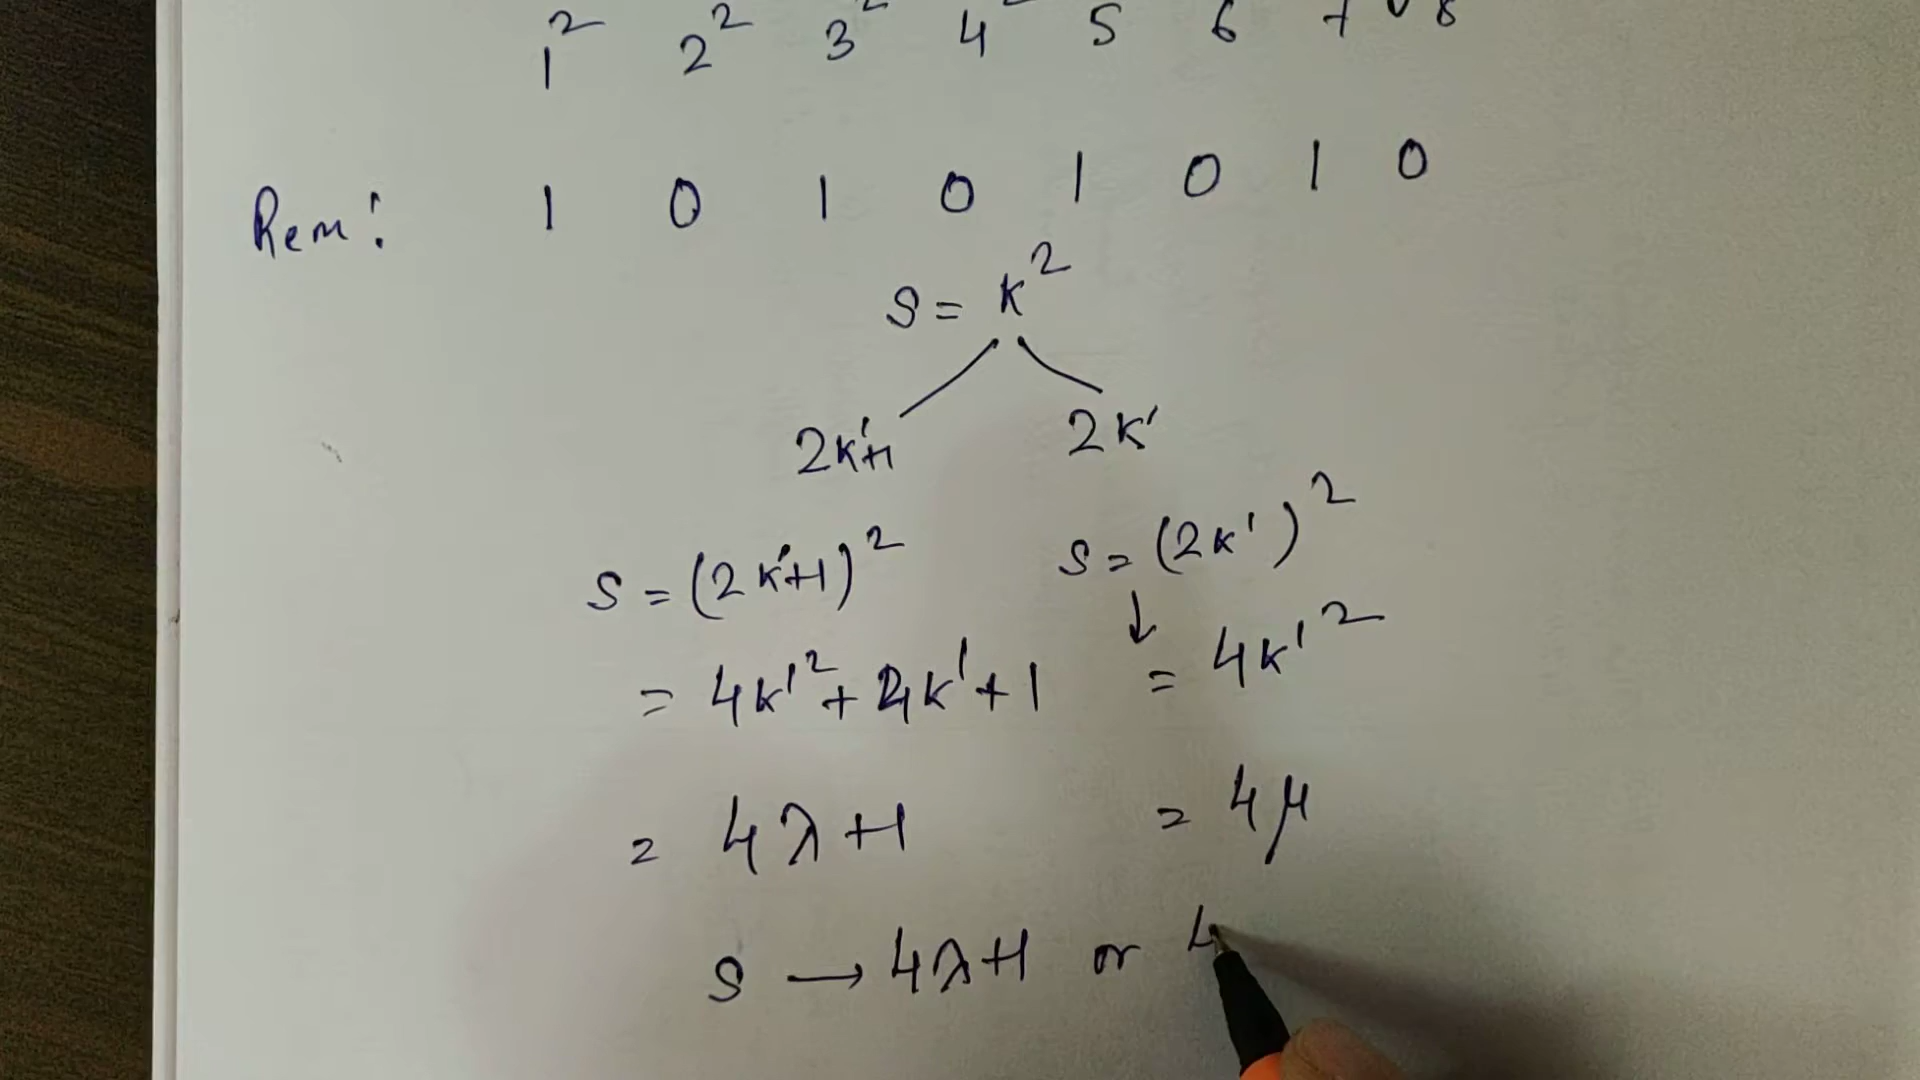 1² 2² 3² 4² 5 6 7 8
Rem: 1 0 1 0 1 0 1 0
S = k²
2k'+1 2k'
S = (2k'+1)² S = (2k')²
= 4k'² + 4k' + 1 ↓ = 4k'²
= 4λ+1 = 4μ
S → 4λ+1 or 4